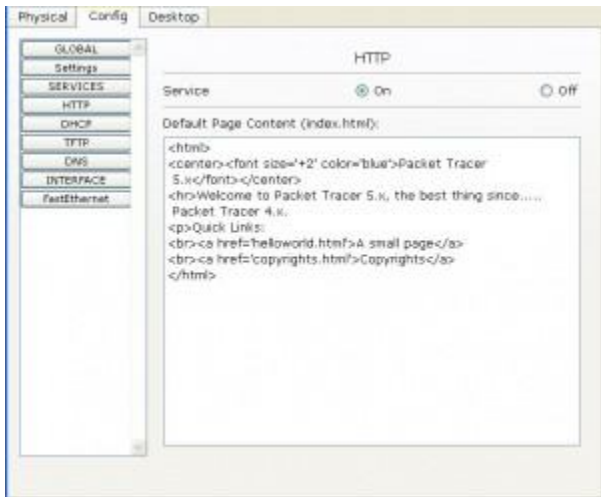 Physical Config Desktop
GLOBAL
Settings
SERVICES
HTTP
DHCP
TFTP
DNS
INTERFACE
FastEthernet
HTTP
Service On Off
Default Page Content (index.html):
<html>
<center><font size='+2' color='blue'>Packet Tracer
5.x</font></center>
<hr>Welcome to Packet Tracer 5.x, the best thing since.....
Packet Tracer 4.x.
<p>Quick Links:
<br><a href='helloworld.html'>A small page</a>
<br><a href='copyrights.html'>Copyrights</a>
</html>